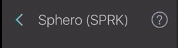 Sphero (SPRK) ?